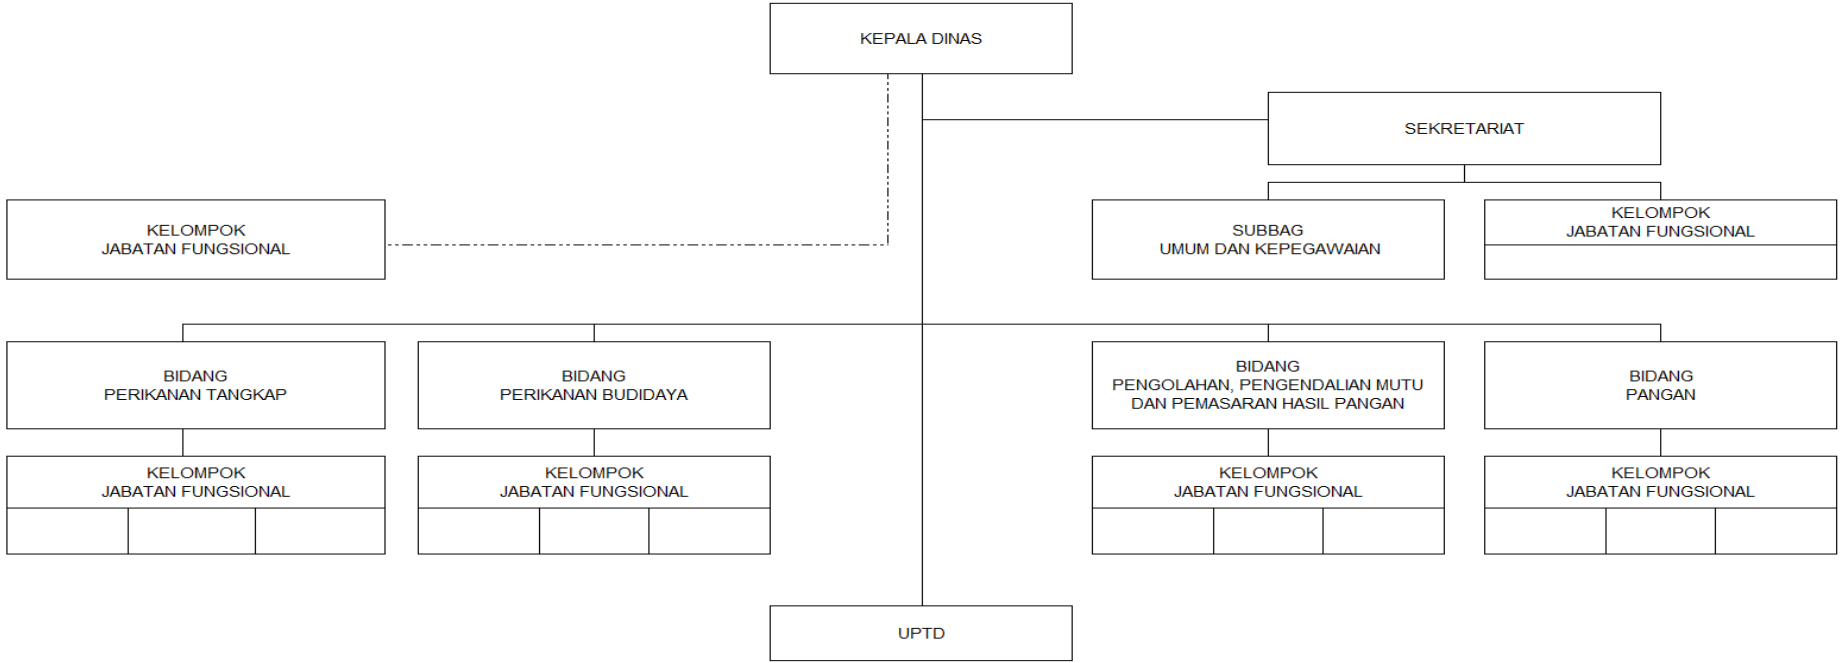 KEPALA DINAS
SEKRETARIAT
KELOMPOK
JABATAN FUNGSIONAL
SUBBAG
UMUM DAN KEPEGAWAIAN
KELOMPOK
JABATAN FUNGSIONAL
BIDANG
PERIKANAN TANGKAP
BIDANG
PERIKANAN BUDIDAYA
BIDANG
PENGOLAHAN, PENGENDALIAN MUTU
DAN PEMASARAN HASIL PANGAN
BIDANG
PANGAN
KELOMPOK
JABATAN FUNGSIONAL
KELOMPOK
JABATAN FUNGSIONAL
KELOMPOK
JABATAN FUNGSIONAL
KELOMPOK
JABATAN FUNGSIONAL
UPTD